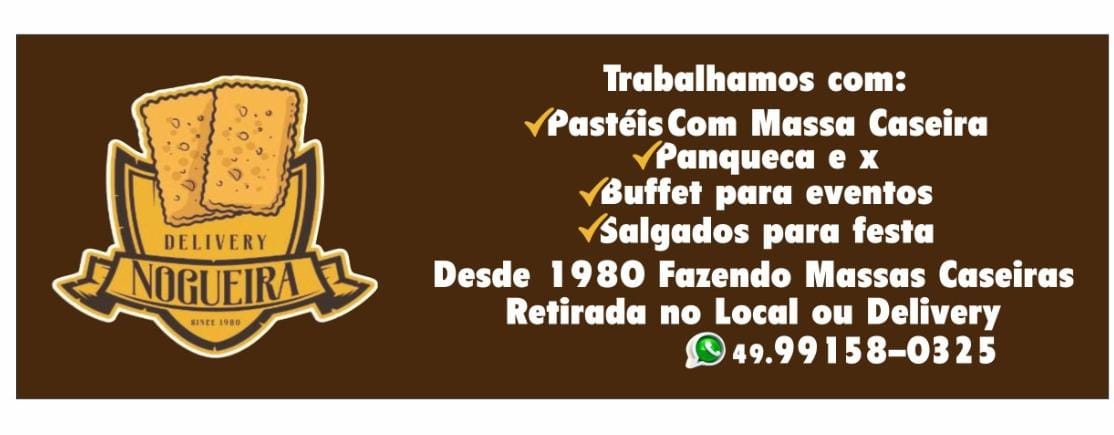 DELIVERY
NOGUEIRA
SINCE 1980
Trabalhamos com:
Pastéis Com Massa Caseira
Panqueca e x
Buffet para eventos
Salgados para festa
Desde 1980 Fazendo Massas Caseiras
Retirada no Local ou Delivery
49.99158-0325